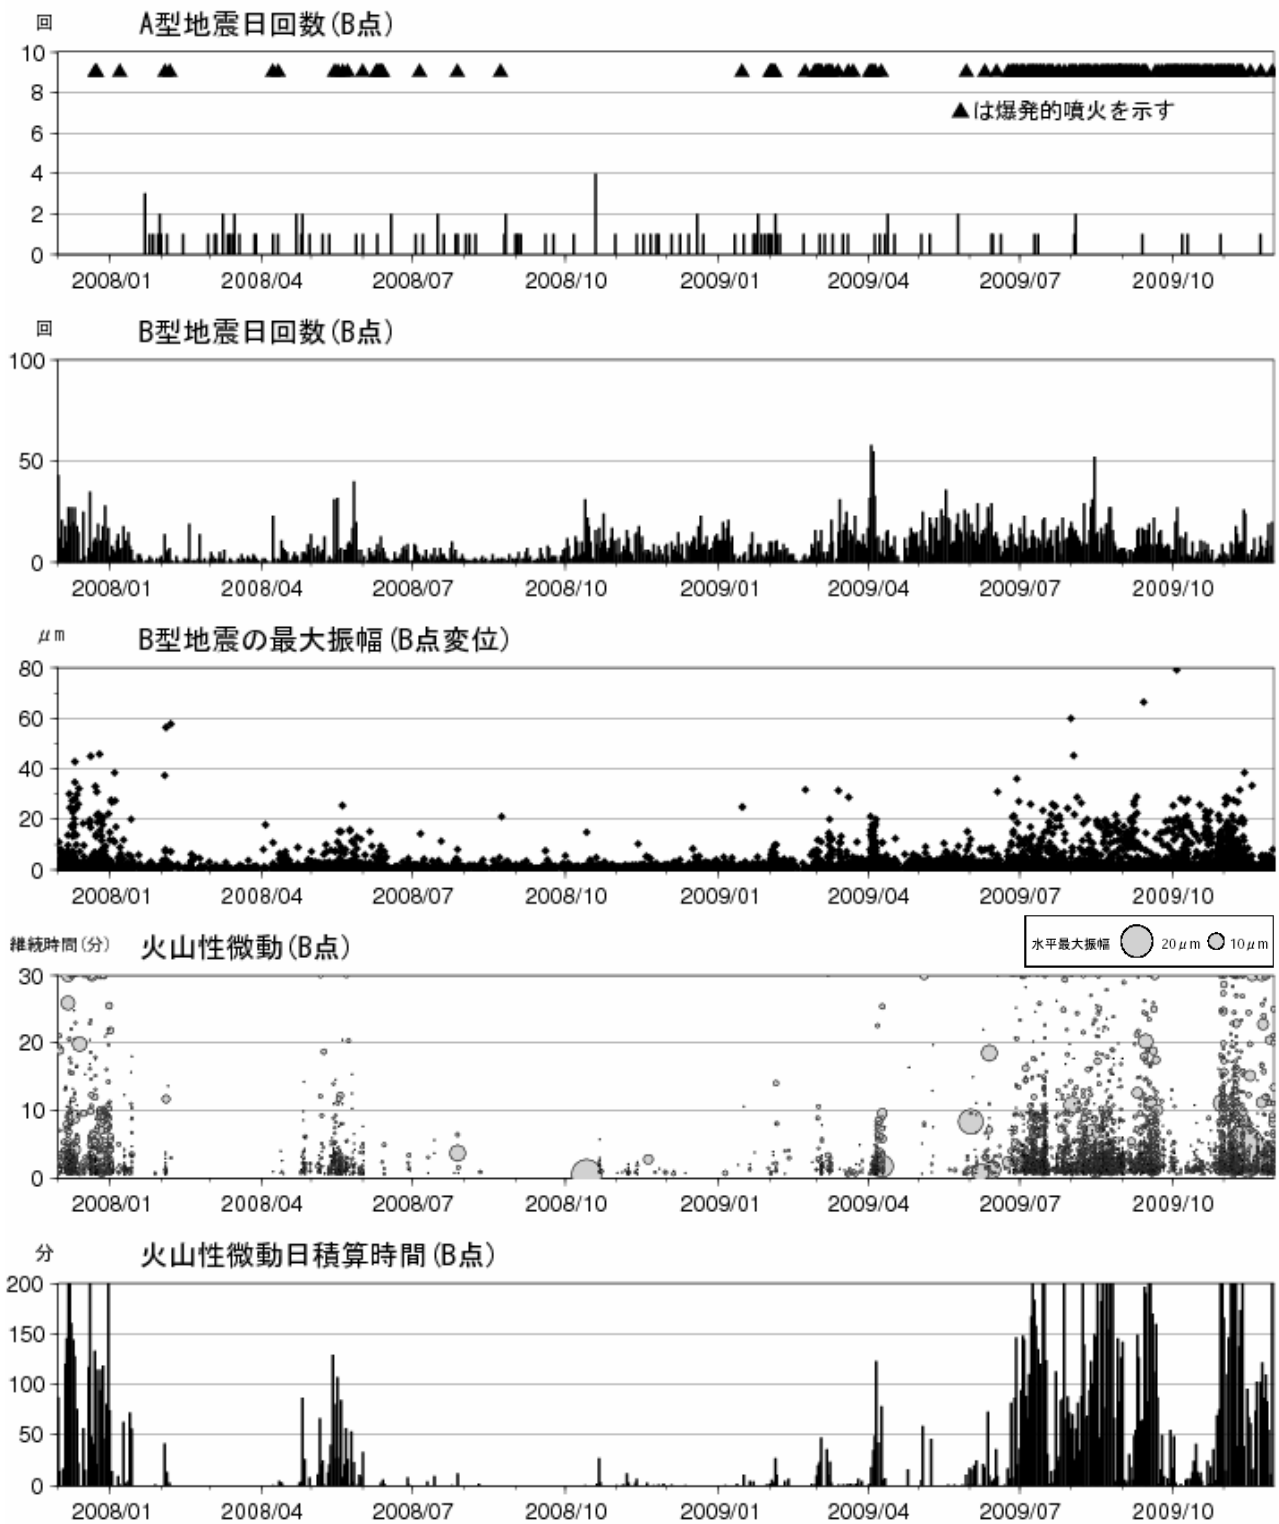 回 A型地震日回数(B点)
10
▲は爆発的噴火を示す
8
6
4
2
0
2008/01 2008/04 2008/07 2008/10 2009/01 2009/04 2009/07 2009/10
回 B型地震日回数(B点)
100
50
0
2008/01 2008/04 2008/07 2008/10 2009/01 2009/04 2009/07 2009/10
μm B型地震の最大振幅(B点変位)
80
60
40
20
0
2008/01 2008/04 2008/07 2008/10 2009/01 2009/04 2009/07 2009/10
継続時間(分) 火山性微動(B点)
水平最大振幅 20μm 10μm
30
20
10
0
2008/01 2008/04 2008/07 2008/10 2009/01 2009/04 2009/07 2009/10
分 火山性微動日積算時間(B点)
200
150
100
50
0
2008/01 2008/04 2008/07 2008/10 2009/01 2009/04 2009/07 2009/10